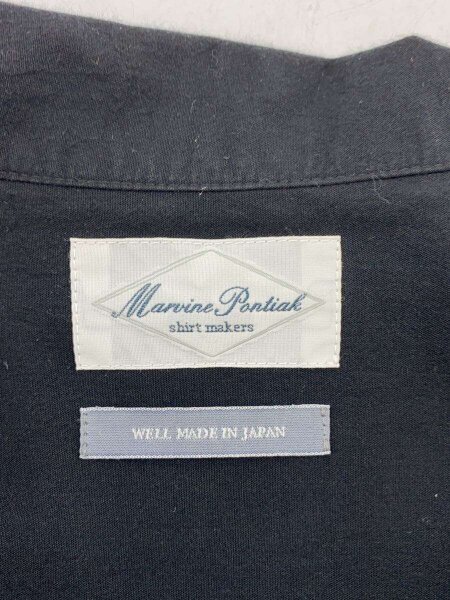 Marvine Pontiak
shirt makers
WELL MADE IN JAPAN